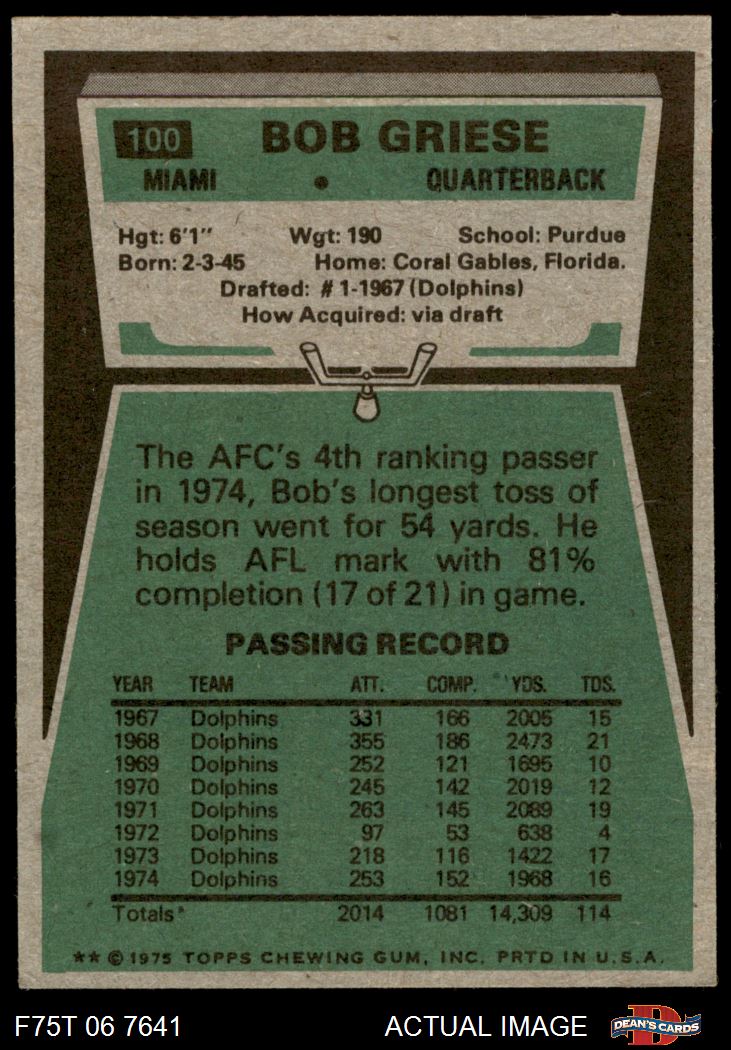 100 BOB GRIESE
MIAMI • QUARTERBACK
Hgt: 6'1" Wgt: 190 School: Purdue
Born: 2-3-45 Home: Coral Gables, Florida.
Drafted: #1-1967 (Dolphins)
How Acquired: via draft
The AFC's 4th ranking passer
in 1974, Bob's longest toss of
season went for 54 yards. He
holds AFL mark with 81%
completion (17 of 21) in game.
PASSING RECORD
YEAR TEAM ATT. COMP. YDS. TDS.
1967 Dolphins 331 166 2005 15
1968 Dolphins 355 186 2473 21
1969 Dolphins 252 121 1695 10
1970 Dolphins 245 142 2019 12
1971 Dolphins 263 145 2089 19
1972 Dolphins 97 53 638 4
1973 Dolphins 218 116 1422 17
1974 Dolphins 253 152 1968 16
Totals 2014 1081 14,309 114
** © 1975 TOPPS CHEWING GUM, INC. PRTD IN U.S.A.
F75T 06 7641 ACTUAL IMAGE D DEAN'S CARDS